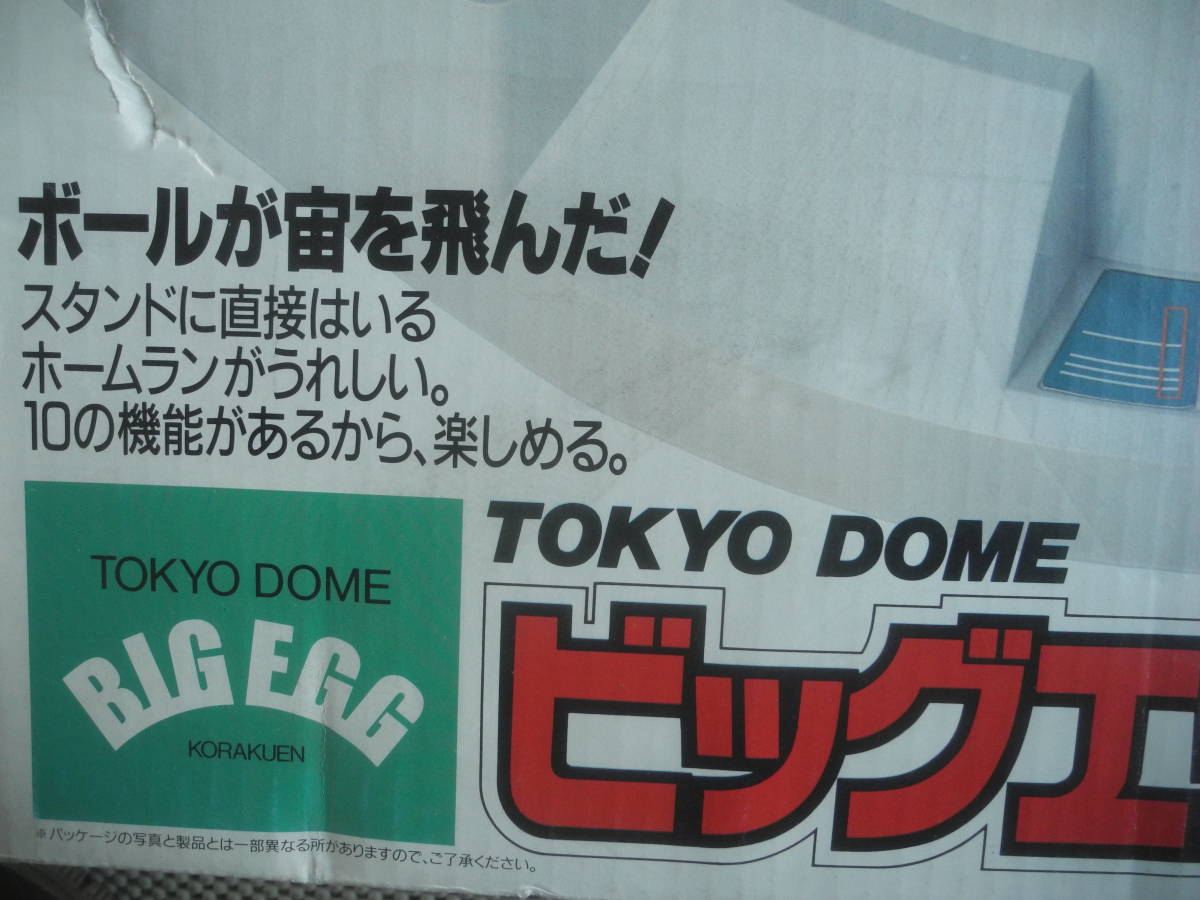 ボールが宙を飛んだ!
スタンドに直接はいる
ホームランがうれしい。
10の機能があるから、楽しめる。
TOKYO DOME
BIG EGG
KORAKUEN
TOKYO DOME
ビッグエ
※パッケージの写真と製品とは一部異なる所がありますので、ご了承ください。